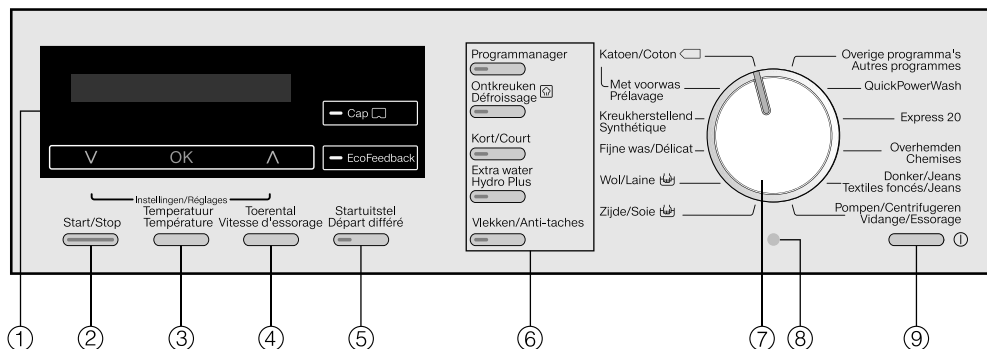 Cap
EcoFeedback
OK
Instellingen/Réglages
Start/Stop
Temperatuur
Température
Toerental
Vitesse d'essorage
Startuitstel
Départ différé
Programmanager
Ontkreuken
Défroissage
Kort/Court
Extra water
Hydro Plus
Vlekken/Anti-taches
Katoen/Coton
Met voorwas
Prélavage
Kreukherstellend
Synthétique
Fijne was/Délicat
Wol/Laine
Zijde/Soie
Overige programma's
Autres programmes
QuickPowerWash
Express 20
Overhemden
Chemises
Donker/Jeans
Textiles foncés/Jeans
Pompen/Centrifugeren
Vidange/Essorage
① ② ③ ④ ⑤ ⑥ ⑦ ⑧ ⑨